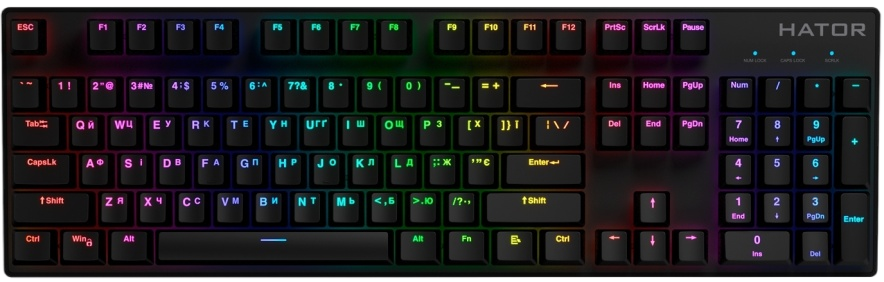 ESC F1 F2 F3 F4 F5 F6 F7 F8 F9 F10 F11 F12 PrtSc ScrLk Pause HATOR
NUM LOCK CAPS LOCK SCRLK
` ~ 1 ! 2 " @ 3 # № 4 ; $ 5 % 6 : ^ 7 ? & 8 * 9 ( 0 ) - _ = + ← Ins Home PgUp Num / * −
Tab Q Й W Ц E У R К T Е Y Н U Г Ґ I Ш O Щ P З [ Х ] } Ї \ / Del End PgDn 7 Home 8 ↑ 9 PgUp +
CapsLk A Ф S І D В F А G П H Р J О K Л L Д ; : Ж ' " Є Enter ↵ 4 ← 5 6 →
⇧ Shift Z Я X Ч C С V М B И N Т M Ь < , Б > . Ю / ? . , ⇧ Shift ↑ 1 End 2 ↓ 3 PgDn Enter
Ctrl Win Alt Alt Fn Ctrl ← ↓ → 0 Ins Del